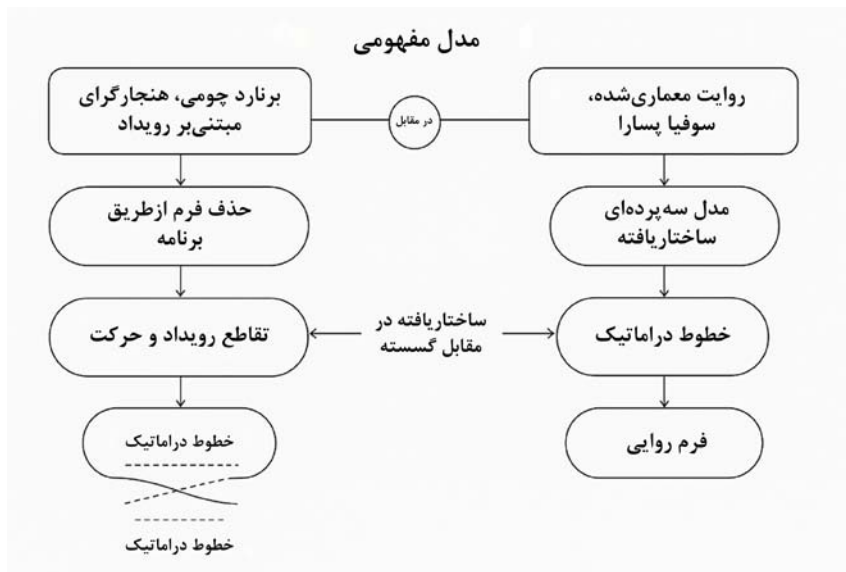 مدل مفهومی
روایت معماری‌شده،
سوفیا پسارا
در مقابل
برنارد چومی، هنجارگرای
مبتنی‌بر رویداد
مدل سه‌پرده‌ای
ساختاریافته
حذف فرم ازطریق
برنامه
خطوط دراماتیک
ساختاریافته در
مقابل گسسته
تقاطع رویداد و حرکت
فرم روایی
خطوط دراماتیک
خطوط دراماتیک